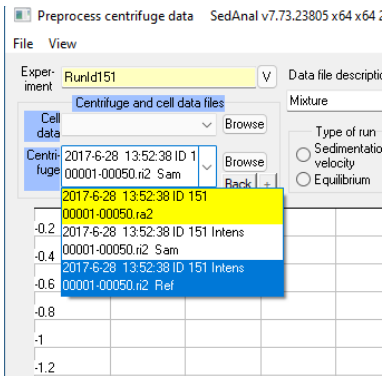 Preprocess centrifuge data SedAnal v7.73.23805 x64 x64
File View
Exper-
iment
RunId151
V
Data file descriptio
Centrifuge and cell data files
Mixture
Cell
data
Browse
Type of run
Centri-
fuge
2017-6-28 13:52:38 ID 1
00001-00050.ri2 Sam
Browse
Back
+
Sedimentatio
velocity
Equilibrium
2017-6-28 13:52:38 ID 151
00001-00050.ra2
2017-6-28 13:52:38 ID 151 Intens
00001-00050.ri2 Sam
2017-6-28 13:52:38 ID 151 Intens
00001-00050.ri2 Ref
-0.2
-0.4
-0.6
-0.8
-1
-1.2